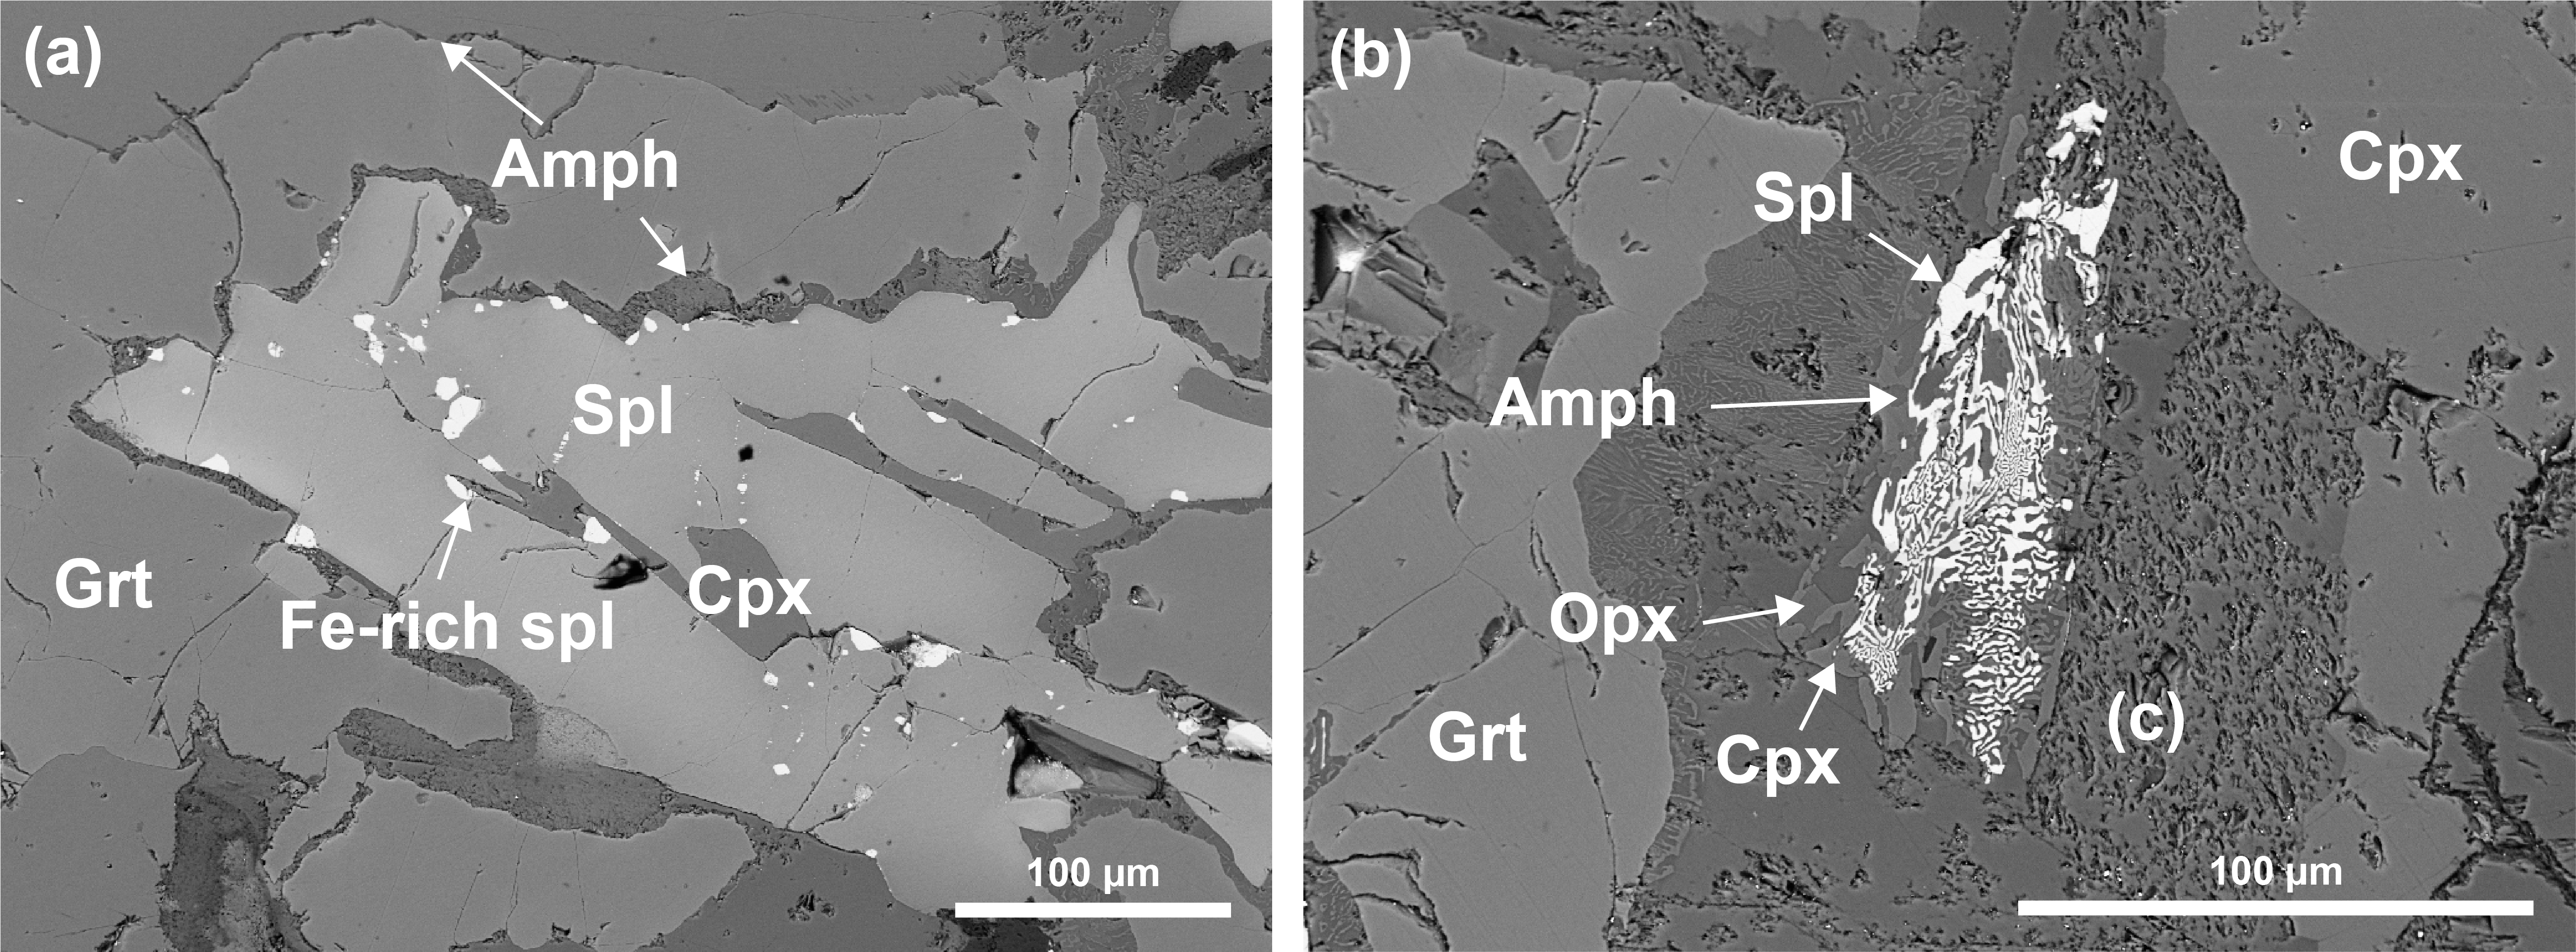 (a)
Amph
Spl
Cpx
Grt
Fe-rich spl
100 µm
(b)
Cpx
Spl
Amph
Opx
Cpx
Grt
(c)
100 µm